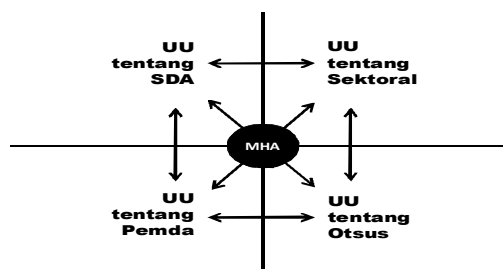 UU
tentang
SDA
UU
tentang
Sektoral
MHA
UU
tentang
Pemda
UU
tentang
Otsus